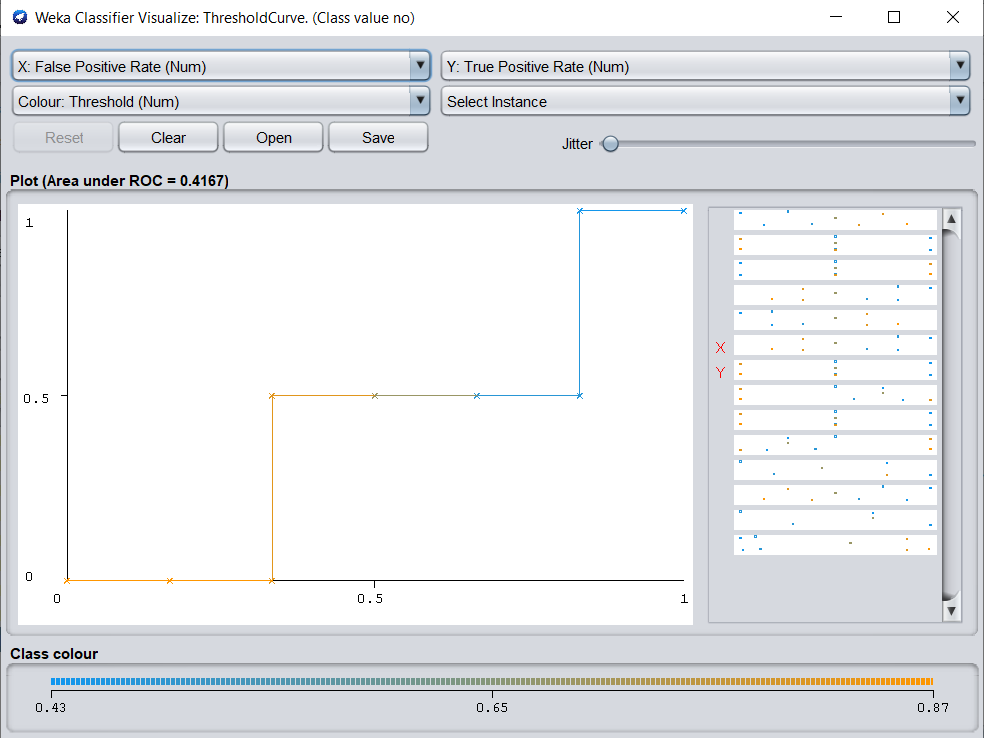 Weka Classifier Visualize: ThresholdCurve. (Class value no)
X: False Positive Rate (Num)
Y: True Positive Rate (Num)
Colour: Threshold (Num)
Select Instance
Reset
Clear
Open
Save
Jitter
Plot (Area under ROC = 0.4167)
1
0.5
0
0
0.5
1
X
Y
Class colour
0.43
0.65
0.87